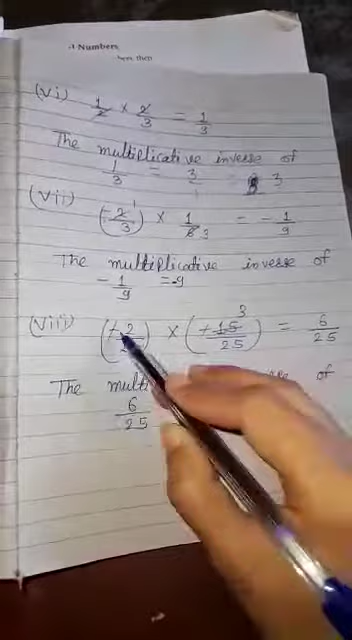 Numbers
(vi) 1/2 × 2/3 = 1/3
The multiplicative inverse of
1/3 = 3/1 3
(vii) (-2/3) × 1/6 3 = -1/9
The multiplicative inverse of
-1/9 = -9
(viii) × (15 3/25) = 6/25
The of
6/25